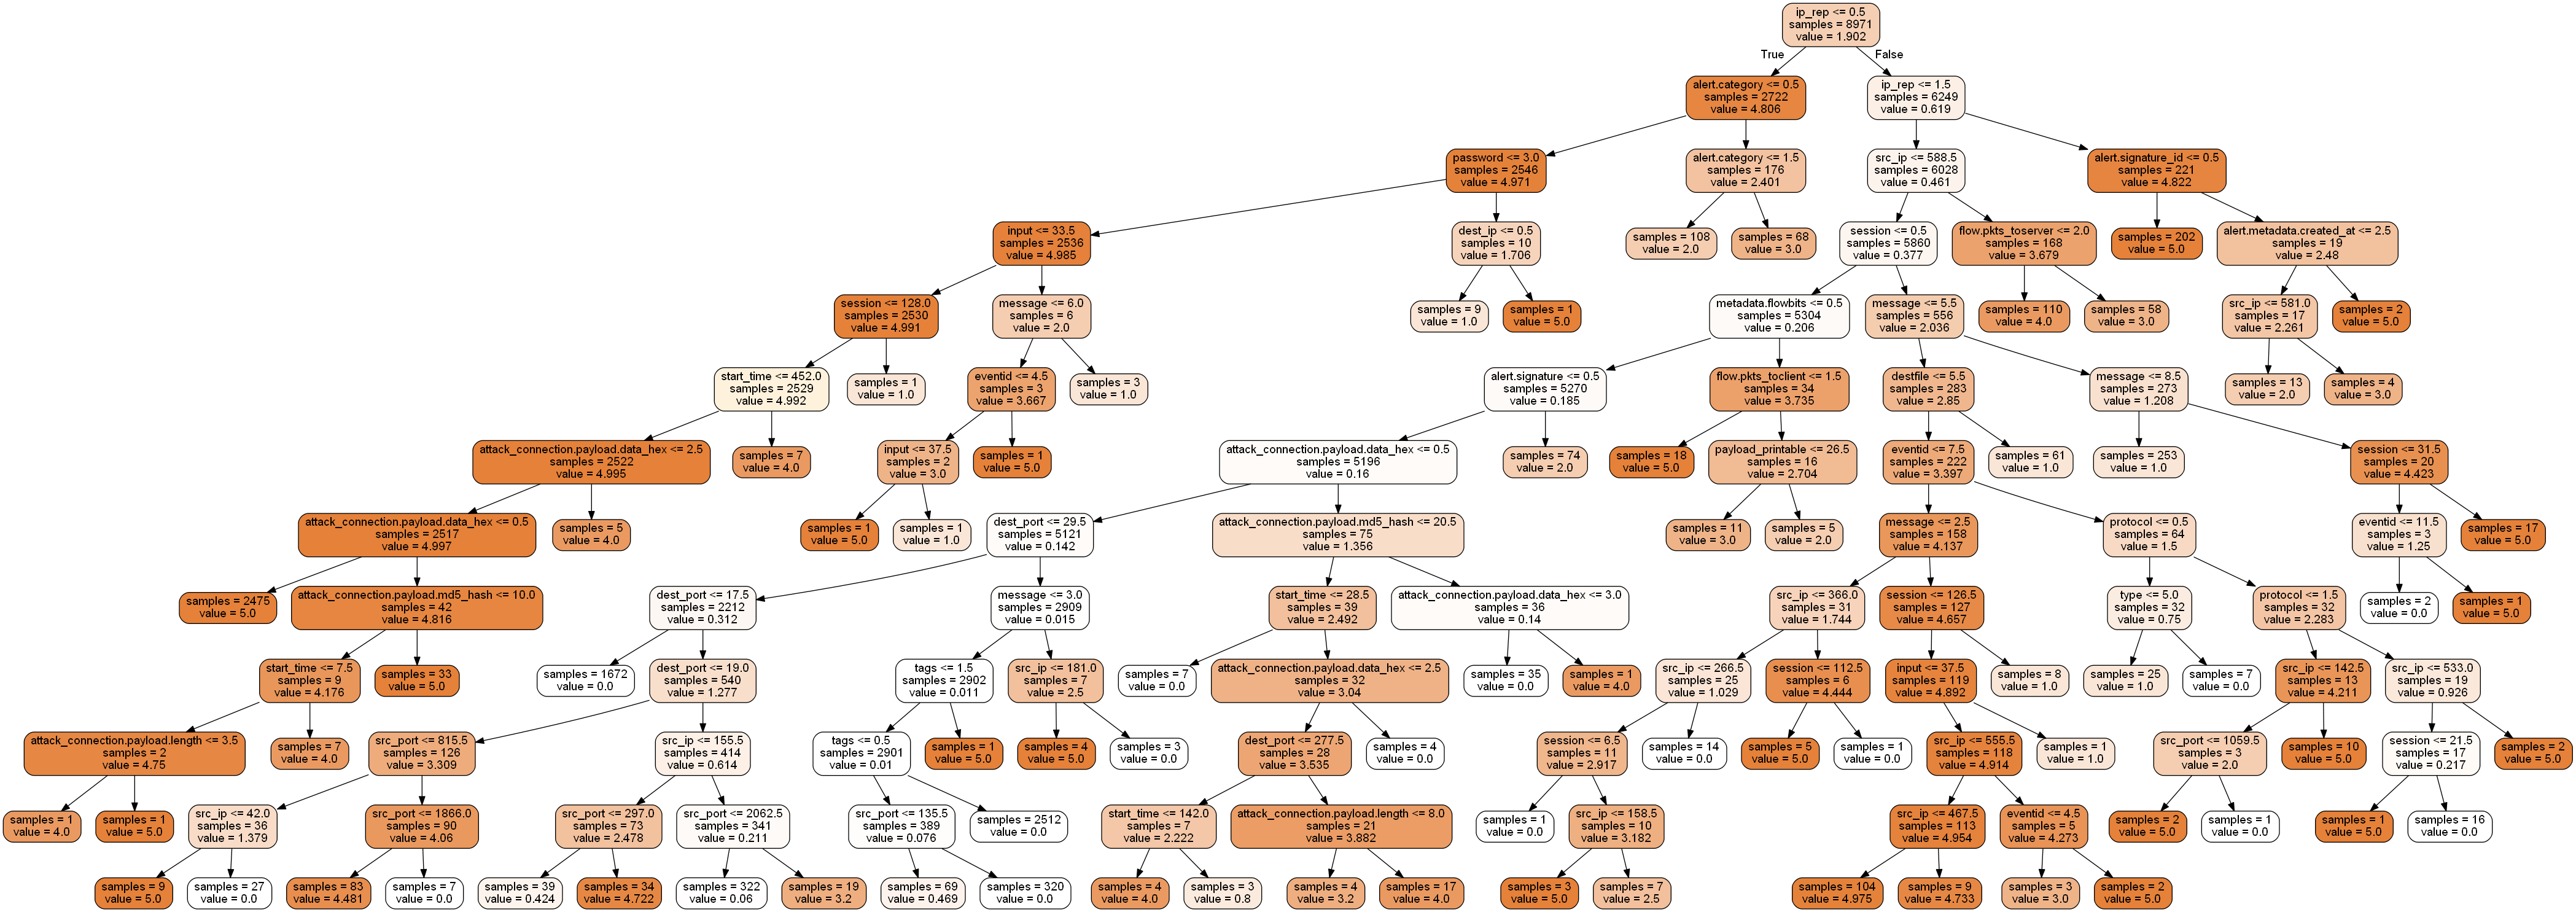 ip_rep <= 0.5
samples = 8971
value = 1.902
True
False
alert.category <= 0.5
samples = 2722
value = 4.806
ip_rep <= 1.5
samples = 6249
value = 0.619
password <= 3.0
samples = 2546
value = 4.971
alert.category <= 1.5
samples = 176
value = 2.401
src_ip <= 588.5
samples = 6028
value = 0.461
alert.signature_id <= 0.5
samples = 221
value = 4.822
input <= 33.5
samples = 2536
value = 4.985
dest_ip <= 0.5
samples = 10
value = 1.706
samples = 108
value = 2.0
samples = 68
value = 3.0
session <= 0.5
samples = 5860
value = 0.377
flow.pkts_toserver <= 2.0
samples = 168
value = 3.679
samples = 202
value = 5.0
alert.metadata.created_at <= 2.5
samples = 19
value = 2.48
session <= 128.0
samples = 2530
value = 4.991
message <= 6.0
samples = 6
value = 2.0
samples = 9
value = 1.0
samples = 1
value = 5.0
metadata.flowbits <= 0.5
samples = 5304
value = 0.206
message <= 5.5
samples = 556
value = 2.036
samples = 110
value = 4.0
samples = 58
value = 3.0
src_ip <= 581.0
samples = 17
value = 2.261
samples = 2
value = 5.0
start_time <= 452.0
samples = 2529
value = 4.992
samples = 1
value = 1.0
eventid <= 4.5
samples = 3
value = 3.667
samples = 3
value = 1.0
alert.signature <= 0.5
samples = 5270
value = 0.185
flow.pkts_toclient <= 1.5
samples = 34
value = 3.735
destfile <= 5.5
samples = 283
value = 2.85
message <= 8.5
samples = 273
value = 1.208
samples = 13
value = 2.0
samples = 4
value = 3.0
attack_connection.payload.data_hex <= 2.5
samples = 2522
value = 4.995
samples = 7
value = 4.0
input <= 37.5
samples = 2
value = 3.0
samples = 1
value = 5.0
attack_connection.payload.data_hex <= 0.5
samples = 5196
value = 0.16
samples = 74
value = 2.0
samples = 18
value = 5.0
payload_printable <= 26.5
samples = 16
value = 2.704
eventid <= 7.5
samples = 222
value = 3.397
samples = 61
value = 1.0
samples = 253
value = 1.0
session <= 31.5
samples = 20
value = 4.423
attack_connection.payload.data_hex <= 0.5
samples = 2517
value = 4.997
samples = 5
value = 4.0
samples = 1
value = 5.0
samples = 1
value = 1.0
dest_port <= 29.5
samples = 5121
value = 0.142
attack_connection.payload.md5_hash <= 20.5
samples = 75
value = 1.356
samples = 11
value = 3.0
samples = 5
value = 2.0
message <= 2.5
samples = 158
value = 4.137
protocol <= 0.5
samples = 64
value = 1.5
eventid <= 11.5
samples = 3
value = 1.25
samples = 17
value = 5.0
samples = 2475
value = 5.0
attack_connection.payload.md5_hash <= 10.0
samples = 42
value = 4.816
dest_port <= 17.5
samples = 2212
value = 0.312
message <= 3.0
samples = 2909
value = 0.015
start_time <= 28.5
samples = 39
value = 2.492
attack_connection.payload.data_hex <= 3.0
samples = 36
value = 0.14
src_ip <= 366.0
samples = 31
value = 1.744
session <= 126.5
samples = 127
value = 4.657
type <= 5.0
samples = 32
value = 0.75
protocol <= 1.5
samples = 32
value = 2.283
samples = 2
value = 0.0
samples = 1
value = 5.0
start_time <= 7.5
samples = 9
value = 4.176
samples = 33
value = 5.0
samples = 1672
value = 0.0
dest_port <= 19.0
samples = 540
value = 1.277
tags <= 1.5
samples = 2902
value = 0.011
src_ip <= 181.0
samples = 7
value = 2.5
samples = 7
value = 0.0
attack_connection.payload.data_hex <= 2.5
samples = 32
value = 3.04
samples = 35
value = 0.0
samples = 1
value = 4.0
src_ip <= 266.5
samples = 25
value = 1.029
session <= 112.5
samples = 6
value = 4.444
input <= 37.5
samples = 119
value = 4.892
samples = 8
value = 1.0
samples = 25
value = 1.0
samples = 7
value = 0.0
src_ip <= 142.5
samples = 13
value = 4.211
src_ip <= 533.0
samples = 19
value = 0.926
attack_connection.payload.length <= 3.5
samples = 2
value = 4.75
samples = 7
value = 4.0
src_port <= 815.5
samples = 126
value = 3.309
src_ip <= 155.5
samples = 414
value = 0.614
tags <= 0.5
samples = 2901
value = 0.01
samples = 1
value = 5.0
samples = 4
value = 5.0
samples = 3
value = 0.0
dest_port <= 277.5
samples = 28
value = 3.535
samples = 4
value = 0.0
session <= 6.5
samples = 11
value = 2.917
samples = 14
value = 0.0
samples = 5
value = 5.0
samples = 1
value = 0.0
src_ip <= 555.5
samples = 118
value = 4.914
samples = 1
value = 1.0
src_port <= 1059.5
samples = 3
value = 2.0
samples = 10
value = 5.0
session <= 21.5
samples = 17
value = 0.217
samples = 2
value = 5.0
samples = 1
value = 4.0
samples = 1
value = 5.0
src_ip <= 42.0
samples = 36
value = 1.379
src_port <= 1866.0
samples = 90
value = 4.06
src_port <= 297.0
samples = 73
value = 2.478
src_port <= 2062.5
samples = 341
value = 0.211
src_port <= 135.5
samples = 389
value = 0.076
samples = 2512
value = 0.0
start_time <= 142.0
samples = 7
value = 2.222
attack_connection.payload.length <= 8.0
samples = 21
value = 3.882
samples = 1
value = 0.0
src_ip <= 158.5
samples = 10
value = 3.182
src_ip <= 467.5
samples = 113
value = 4.954
eventid <= 4.5
samples = 5
value = 4.273
samples = 2
value = 5.0
samples = 1
value = 0.0
samples = 1
value = 5.0
samples = 16
value = 0.0
samples = 9
value = 5.0
samples = 27
value = 0.0
samples = 83
value = 4.481
samples = 7
value = 0.0
samples = 39
value = 0.424
samples = 34
value = 4.722
samples = 322
value = 0.06
samples = 19
value = 3.2
samples = 69
value = 0.469
samples = 320
value = 0.0
samples = 4
value = 4.0
samples = 3
value = 0.8
samples = 4
value = 3.2
samples = 17
value = 4.0
samples = 3
value = 5.0
samples = 7
value = 2.5
samples = 104
value = 4.975
samples = 9
value = 4.733
samples = 3
value = 3.0
samples = 2
value = 5.0